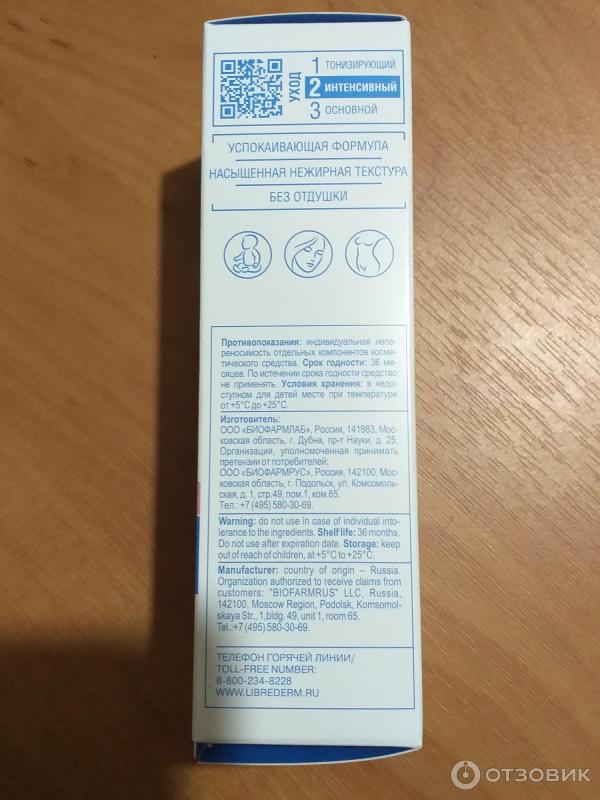 УХОД
1 ТОНИЗИРУЮЩИЙ
2 ИНТЕНСИВНЫЙ
3 ОСНОВНОЙ
УСПОКАИВАЮЩАЯ ФОРМУЛА
НАСЫЩЕННАЯ НЕЖИРНАЯ ТЕКСТУРА
БЕЗ ОТДУШКИ
Противопоказания: индивидуальная непе-
реносимость отдельных компонентов косме-
тического средства. Срок годности: 36 ме-
сяцев. По истечении срока годности средство
не применять. Условия хранения: в недо-
ступном для детей месте при температуре
от +5°C до +25°C.
Изготовитель:
ООО «БИОФАРМЛАБ», Россия, 141983, Мос-
ковская область, г. Дубна, пр-т Науки, д. 25.
Организация, уполномоченная принимать
претензии от потребителей:
ООО «БИОФАРМРУС», Россия, 142100, Мос-
ковская область, г. Подольск, ул. Комсомоль-
ская, д. 1, стр.49, пом.1, ком.65.
Тел.: +7 (495) 580-30-69.
Warning: do not use in case of individual into-
lerance to the ingredients. Shelf life: 36 months.
Do not use after expiration date. Storage: keep
out of reach of children, at +5°C to +25°C.
Manufacturer: country of origin – Russia.
Organization authorized to receive claims from
customers: "BIOFARMRUS" LLC, Russia,
142100, Moscow Region, Podolsk, Komsomol-
skaya Str., 1,bldg. 49, unit 1, room 65.
Tel.:+7 (495) 580-30-69.
ТЕЛЕФОН ГОРЯЧЕЙ ЛИНИИ/
TOLL-FREE NUMBER:
8-800-234-8228
WWW.LIBREDERM.RU
ОТЗОВИК